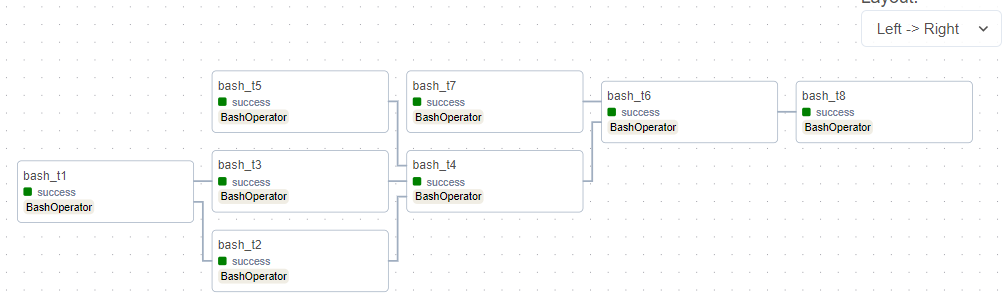 Layout:
Left -> Right
bash_t5
success
BashOperator
bash_t7
success
BashOperator
bash_t6
success
BashOperator
bash_t8
success
BashOperator
bash_t3
success
BashOperator
bash_t4
success
BashOperator
bash_t1
success
BashOperator
bash_t2
success
BashOperator